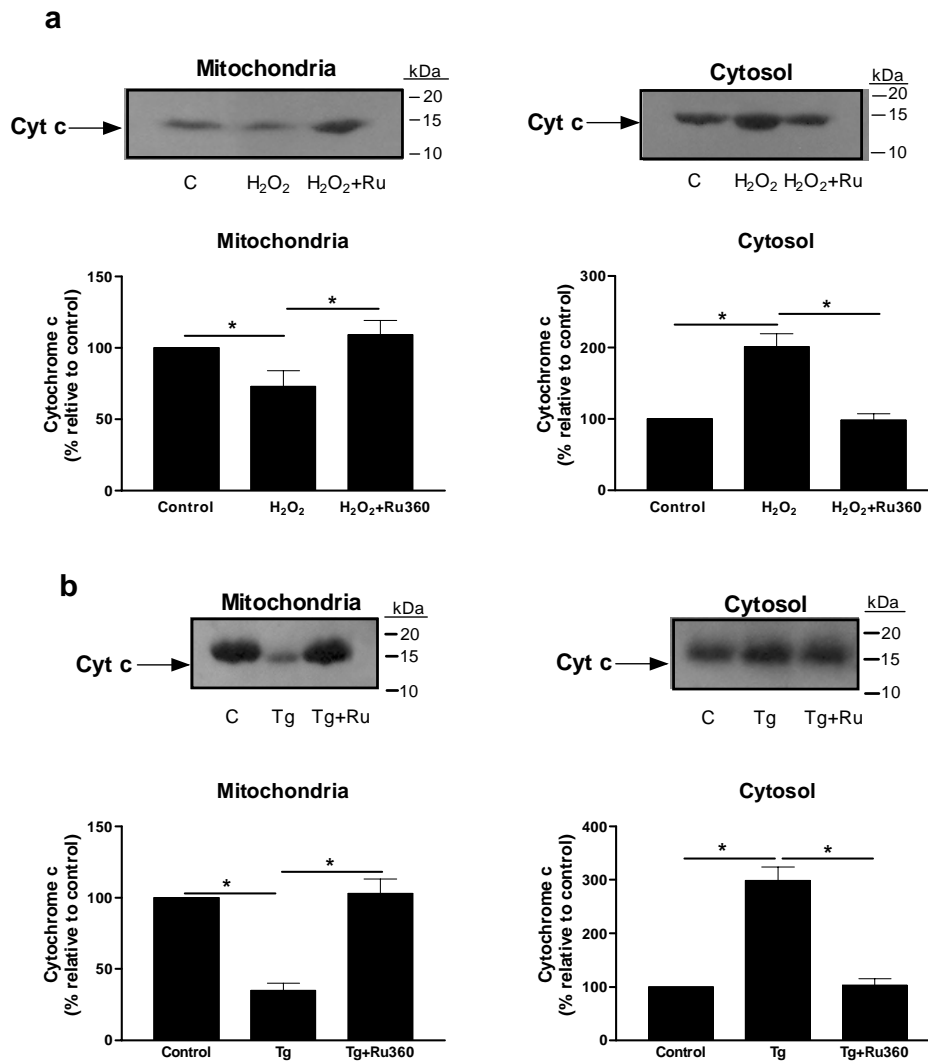 a
Mitochondria
kDa
20
15
10
Cyt c
C H₂O₂ H₂O₂+Ru
Cytosol
kDa
20
15
10
Cyt c
C H₂O₂ H₂O₂+Ru
Mitochondria
Cytochrome c
(% reltive to control)
150
100
50
0
* *
Control H₂O₂ H₂O₂+Ru360
Cytosol
Cytochrome c
(% relative to control)
300
200
100
0
* *
Control H₂O₂ H₂O₂+Ru360
b
Mitochondria
kDa
20
15
10
Cyt c
C Tg Tg+Ru
Cytosol
kDa
20
15
10
Cyt c
C Tg Tg+Ru
Mitochondria
Cytochrome c
(% relative to control)
150
100
50
0
* *
Control Tg Tg+Ru360
Cytosol
Cytochrome c
(% relative to control)
400
300
200
100
0
* *
Control Tg Tg+Ru360